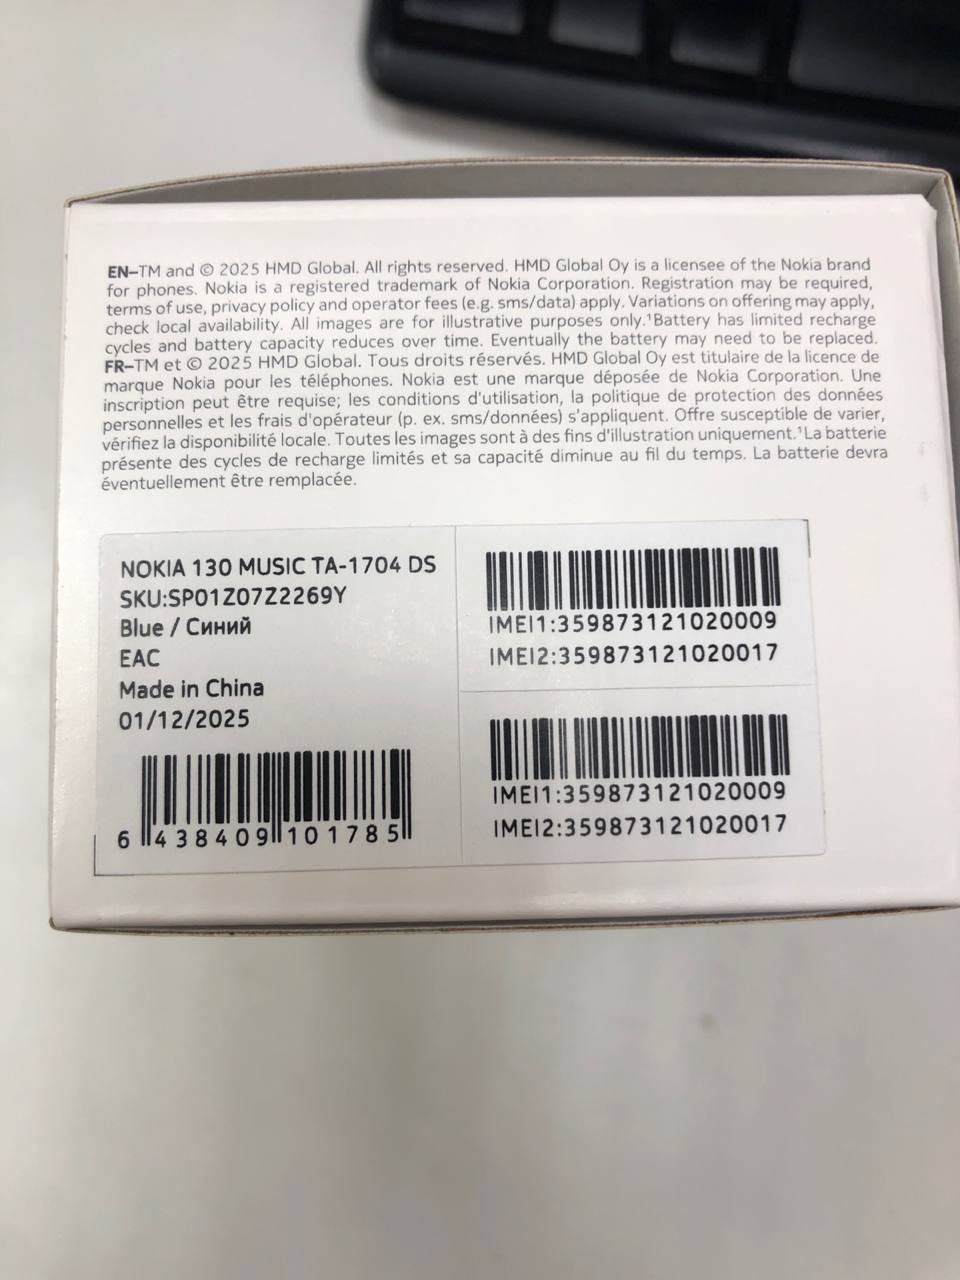 EN–TM and © 2025 HMD Global. All rights reserved. HMD Global Oy is a licensee of the Nokia brand
for phones. Nokia is a registered trademark of Nokia Corporation. Registration may be required,
terms of use, privacy policy and operator fees (e.g. sms/data) apply. Variations on offering may apply,
check local availability. All images are for illustrative purposes only.¹Battery has limited recharge
cycles and battery capacity reduces over time. Eventually the battery may need to be replaced.
FR–TM et © 2025 HMD Global. Tous droits réservés. HMD Global Oy est titulaire de la licence de
marque Nokia pour les téléphones. Nokia est une marque déposée de Nokia Corporation. Une
inscription peut être requise; les conditions d'utilisation, la politique de protection des données
personnelles et les frais d'opérateur (p. ex. sms/données) s'appliquent. Offre susceptible de varier,
vérifiez la disponibilité locale. Toutes les images sont à des fins d'illustration uniquement.¹La batterie
présente des cycles de recharge limités et sa capacité diminue au fil du temps. La batterie devra
éventuellement être remplacée.
NOKIA 130 MUSIC TA-1704 DS
SKU:SP01Z07Z2269Y
Blue / Синий
EAC
Made in China
01/12/2025
6 438409 101785
IMEI1:359873121020009
IMEI2:359873121020017
IMEI1:359873121020009
IMEI2:359873121020017